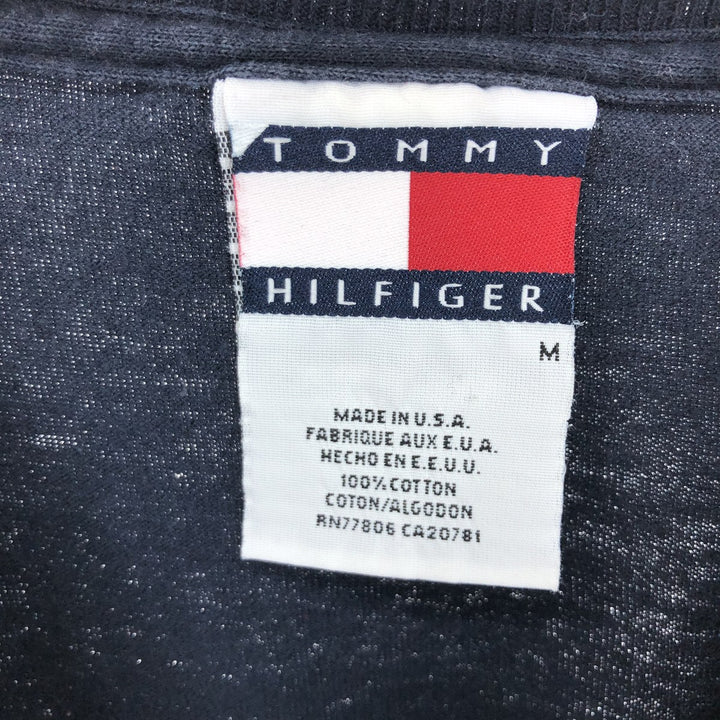 TOMMY
HILFIGER
M
MADE IN U.S.A.
FABRIQUE AUX E.U.A.
HECHO EN E.E.U.U.
100% COTTON
COTON/ALGODON
RN77806 CA20781